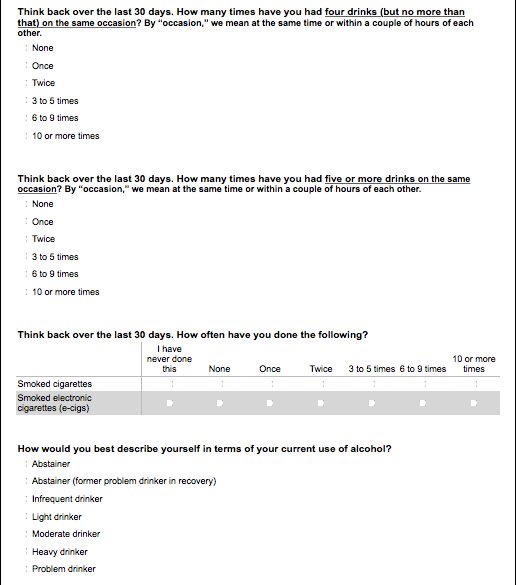 Think back over the last 30 days. How many times have you had four drinks (but no more than
that) on the same occasion? By "occasion," we mean at the same time or within a couple of hours of each
other.
None
Once
Twice
3 to 5 times
6 to 9 times
10 or more times
Think back over the last 30 days. How many times have you had five or more drinks on the same
occasion? By "occasion," we mean at the same time or within a couple of hours of each other.
None
Once
Twice
3 to 5 times
6 to 9 times
10 or more times
Think back over the last 30 days. How often have you done the following?
I have
never done
this None Once Twice 3 to 5 times 6 to 9 times 10 or more
times
Smoked cigarettes
Smoked electronic
cigarettes (e-cigs)
How would you best describe yourself in terms of your current use of alcohol?
Abstainer
Abstainer (former problem drinker in recovery)
Infrequent drinker
Light drinker
Moderate drinker
Heavy drinker
Problem drinker